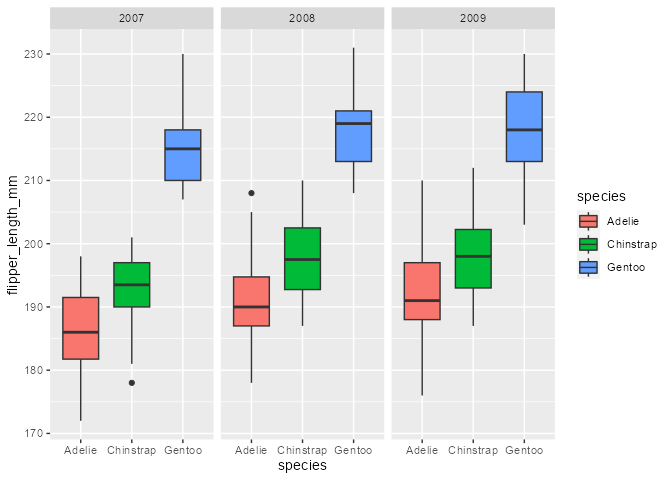 2007 2008 2009
230
220
210
200
190
180
170
flipper_length_mm
Adelie Chinstrap Gentoo Adelie Chinstrap Gentoo Adelie Chinstrap Gentoo
species
species
Adelie
Chinstrap
Gentoo